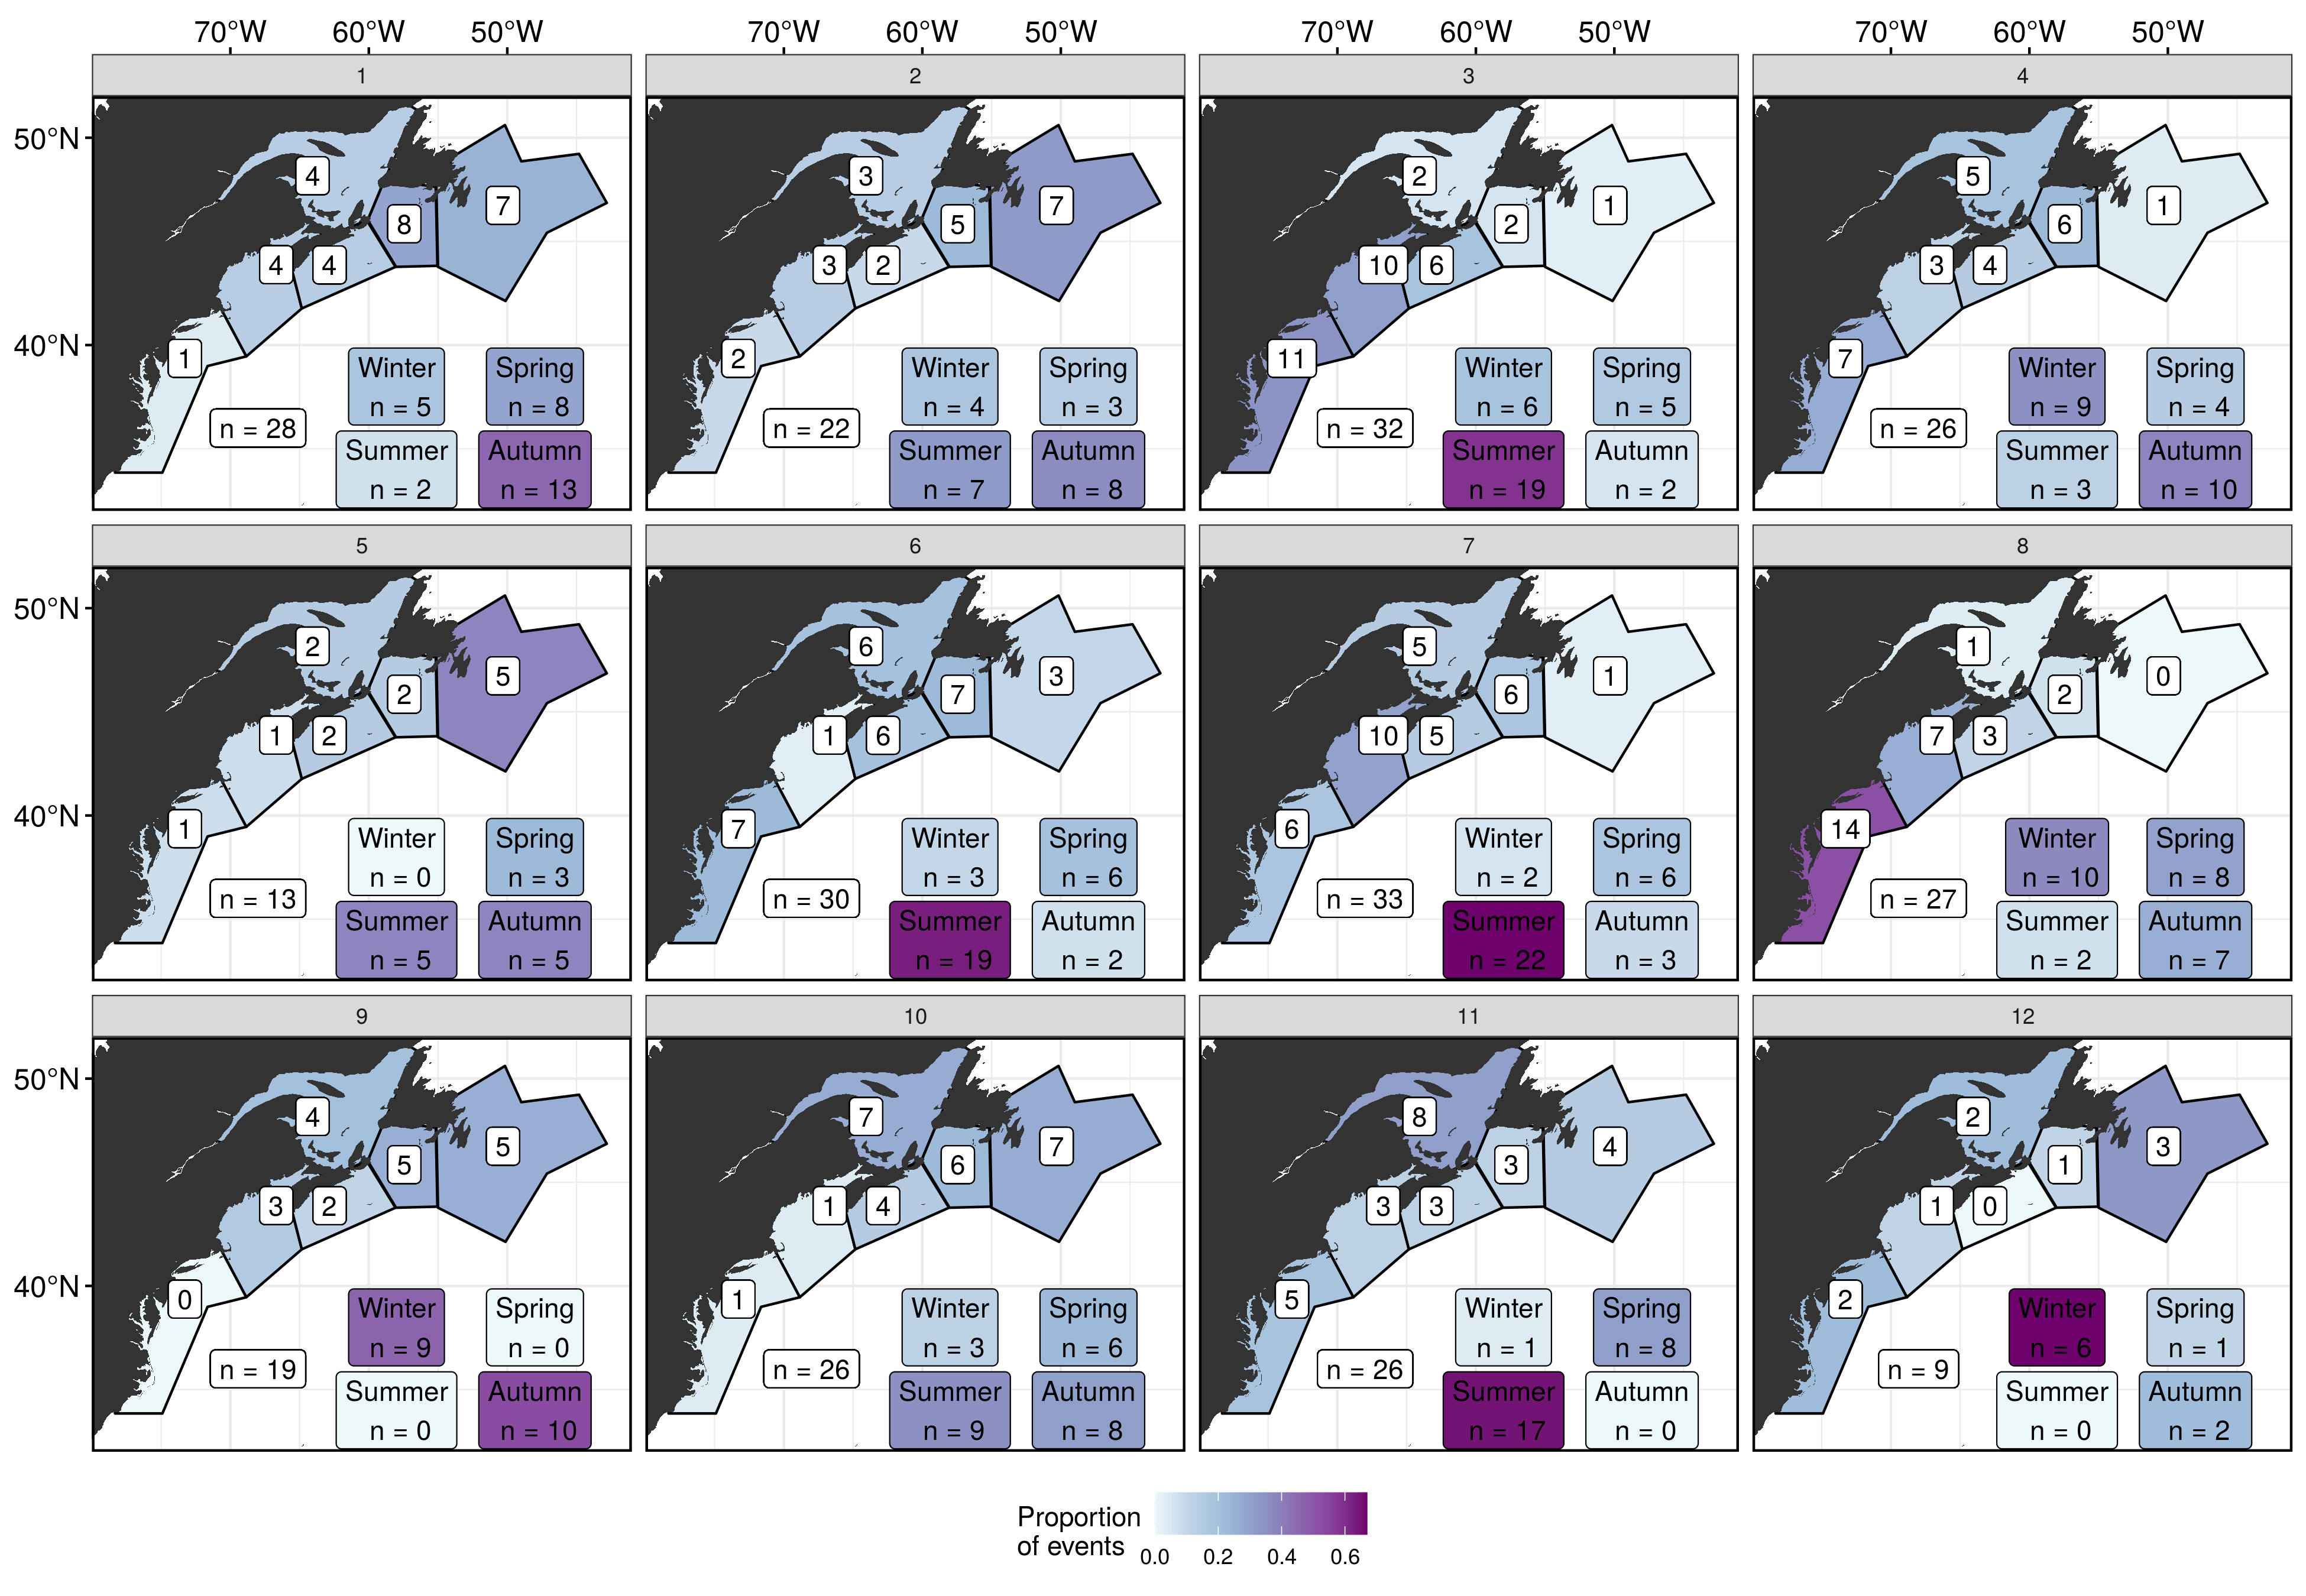 70°W 60°W 50°W 70°W 60°W 50°W 70°W 60°W 50°W 70°W 60°W 50°W
1 2 3 4
50°N
40°N
4
8 7
4 4
1
Winter Spring
n = 5 n = 8
n = 28
Summer Autumn
n = 2 n = 13
3
5 7
3 2
2
Winter Spring
n = 4 n = 3
n = 22
Summer Autumn
n = 7 n = 8
2
2 1
10 6
11
Winter Spring
n = 6 n = 5
n = 32
Summer Autumn
n = 19 n = 2
5
6 1
3 4
7
Winter Spring
n = 9 n = 4
n = 26
Summer Autumn
n = 3 n = 10
5 6 7 8
50°N
40°N
2
2 5
1 2
1
Winter Spring
n = 0 n = 3
n = 13
Summer Autumn
n = 5 n = 5
6
7 3
1 6
7
Winter Spring
n = 3 n = 6
n = 30
Summer Autumn
n = 19 n = 2
5
6 1
10 5
6
Winter Spring
n = 2 n = 6
n = 33
Summer Autumn
n = 22 n = 3
1
2 0
7 3
14
Winter Spring
n = 10 n = 8
n = 27
Summer Autumn
n = 2 n = 7
9 10 11 12
50°N
40°N
4
5 5
3 2
0
Winter Spring
n = 9 n = 0
n = 19
Summer Autumn
n = 0 n = 10
7
6 7
1 4
1
Winter Spring
n = 3 n = 6
n = 26
Summer Autumn
n = 9 n = 8
8
3 4
3 3
5
Winter Spring
n = 1 n = 8
n = 26
Summer Autumn
n = 17 n = 0
2
1 3
1 0
2
Winter Spring
n = 6 n = 1
n = 9
Summer Autumn
n = 0 n = 2
Proportion
of events
0.0 0.2 0.4 0.6